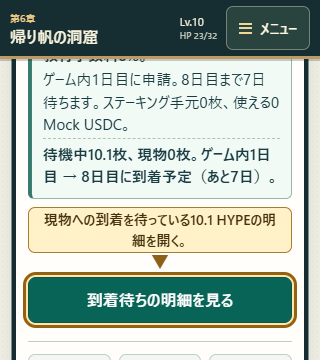 第6章
帰り帆の洞窟
Lv.10
HP 23/32
メニュー
ゲーム内1日目に申請。8日目まで7日
待ちます。ステーキング手元0枚、使える0
Mock USDC。
待機中10.1枚、現物0枚。ゲーム内1日
目 → 8日目に到着予定（あと7日）。
現物への到着を待っている10.1 HYPEの明
細を開く。
到着待ちの明細を見る